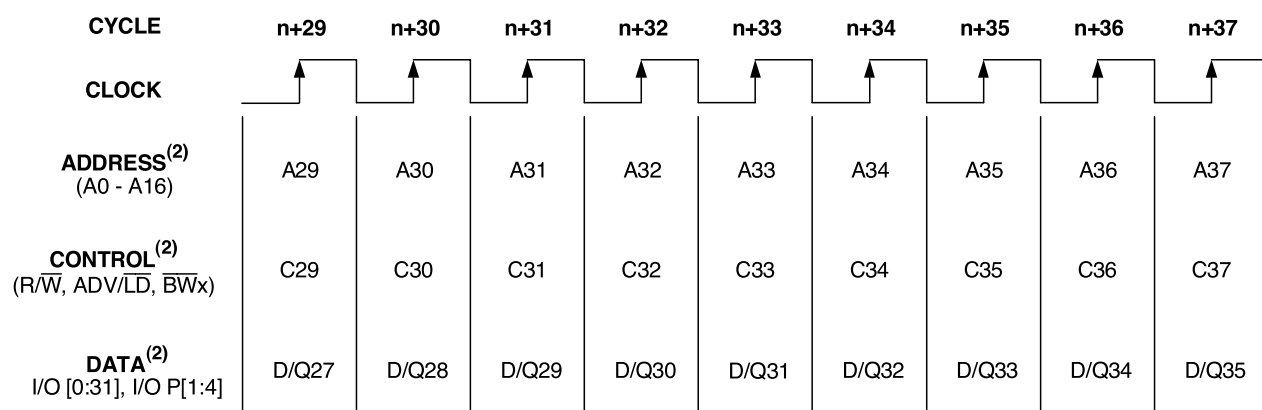 CYCLE n+29 n+30 n+31 n+32 n+33 n+34 n+35 n+36 n+37
CLOCK
ADDRESS(2)
(A0 - A16) A29 A30 A31 A32 A33 A34 A35 A36 A37
CONTROL(2)
(R/W̅, ADV/L̅D̅, B̅W̅x) C29 C30 C31 C32 C33 C34 C35 C36 C37
DATA(2)
I/O [0:31], I/O P[1:4] D/Q27 D/Q28 D/Q29 D/Q30 D/Q31 D/Q32 D/Q33 D/Q34 D/Q35